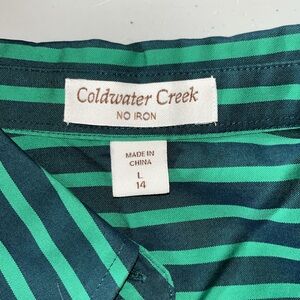 Coldwater Creek
NO IRON
MADE IN
CHINA
L
14